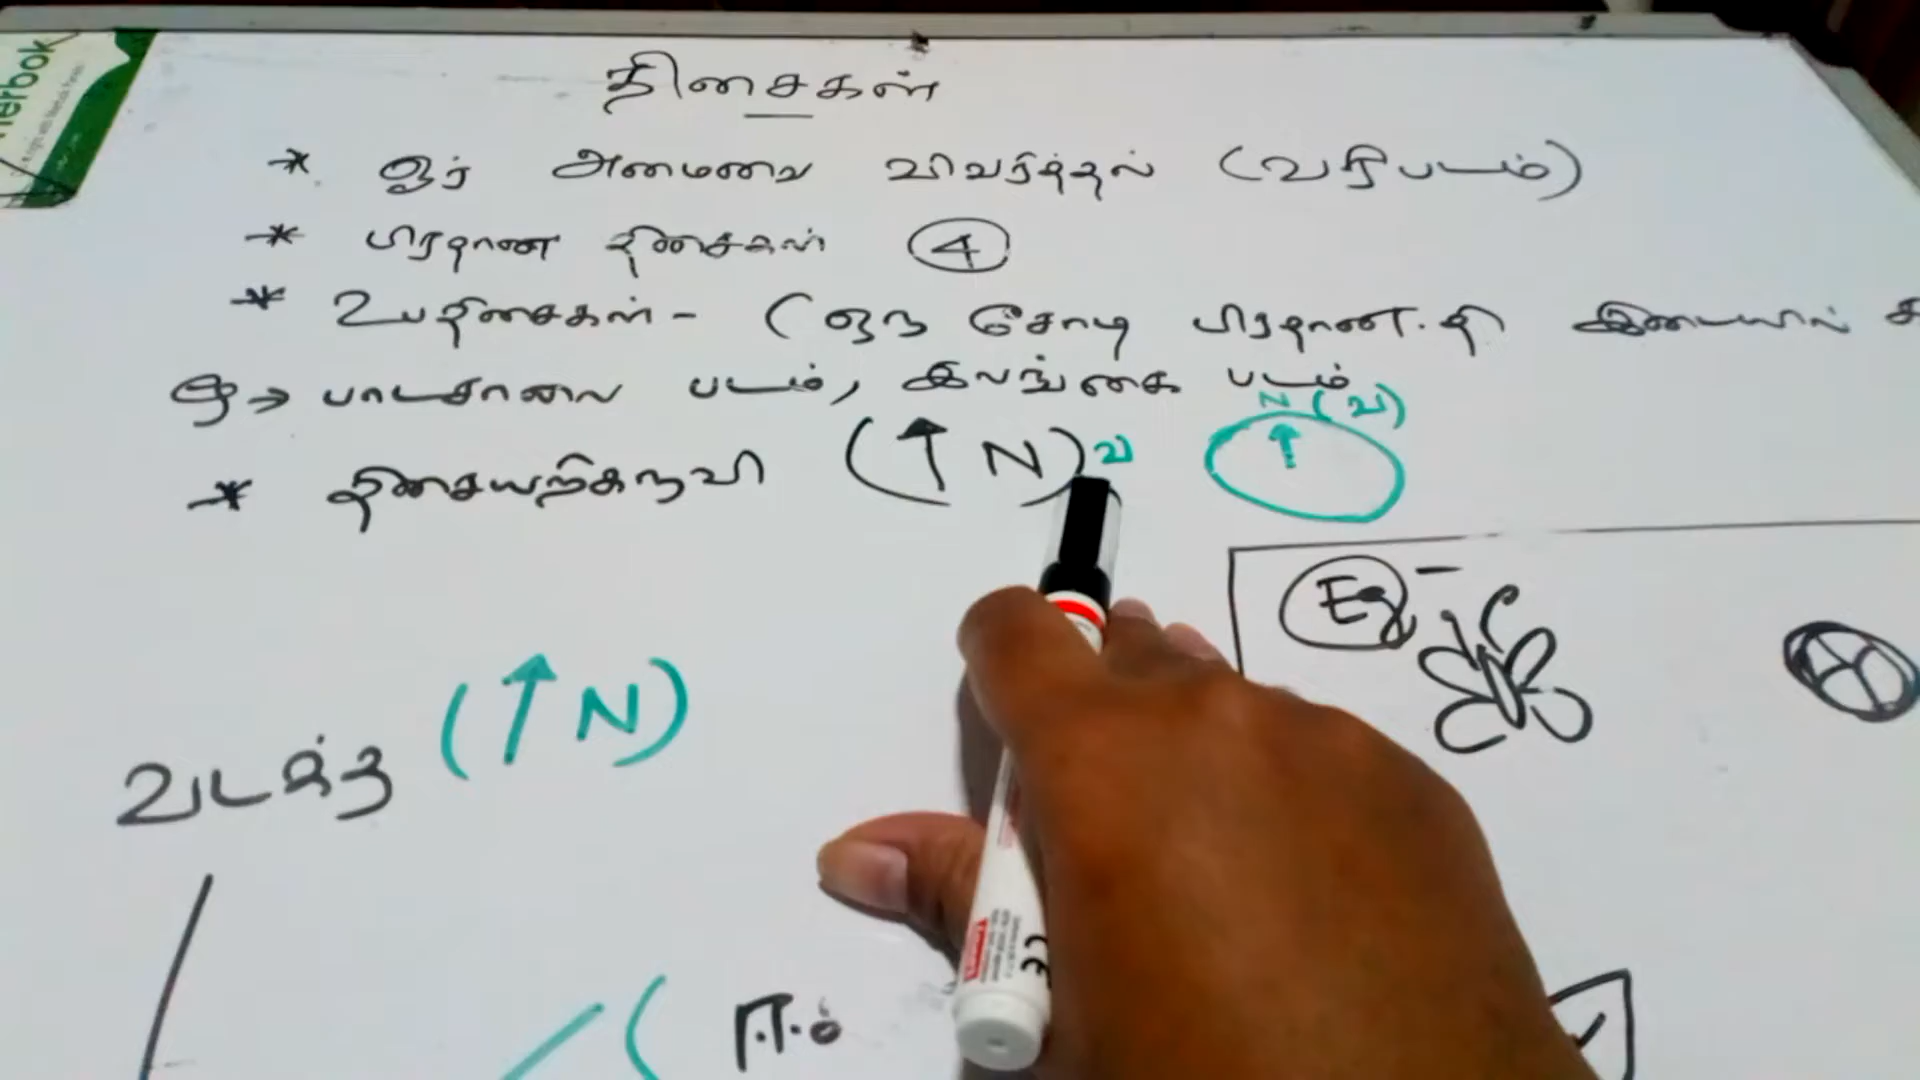 திசைகள்
* ஓர் அமைவை விவரித்தல் (வரிபடம்)
* பிரதான திசைகள் 4
* உபதிசைகள் - (ஒரு சோடி பிரதான. தி இடையில்
இ→ பாடசாலை படம், இலங்கை படம்
N (வ)
* திசையறிகருவி (↑ N) வ
Eg -
வடக்கு (↑ N)